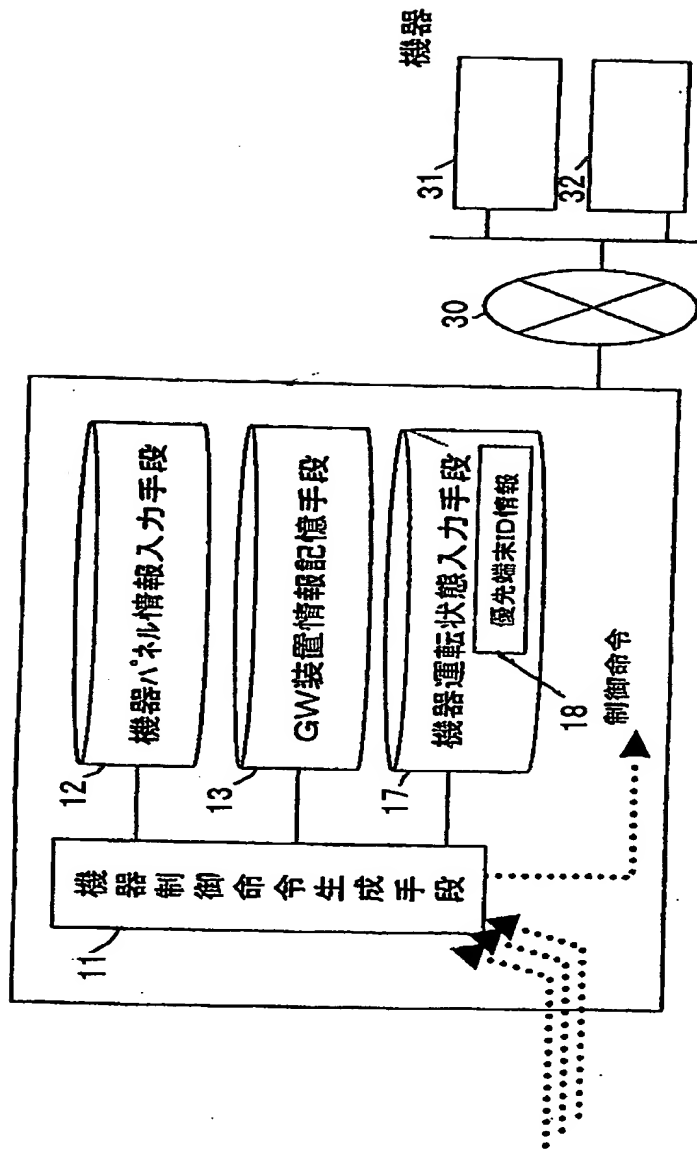 11
機器制御命令生成手段
12
機器パネル情報入力手段
13
GW装置情報記憶手段
17
機器運転状態入力手段
優先端末ID情報
18
制御命令
30
機器
31
32